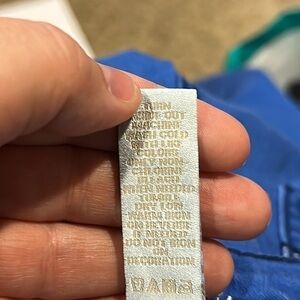 TURN
INSIDE OUT
MACHINE
WASH COLD
WITH LIKE
COLORS
ONLY NON-
CHLORINE
BLEACH
WHEN NEEDED
TUMBLE
DRY LOW
WARM IRON
ON REVERSE
IF NEEDED
DO NOT IRON
ON
DECORATION